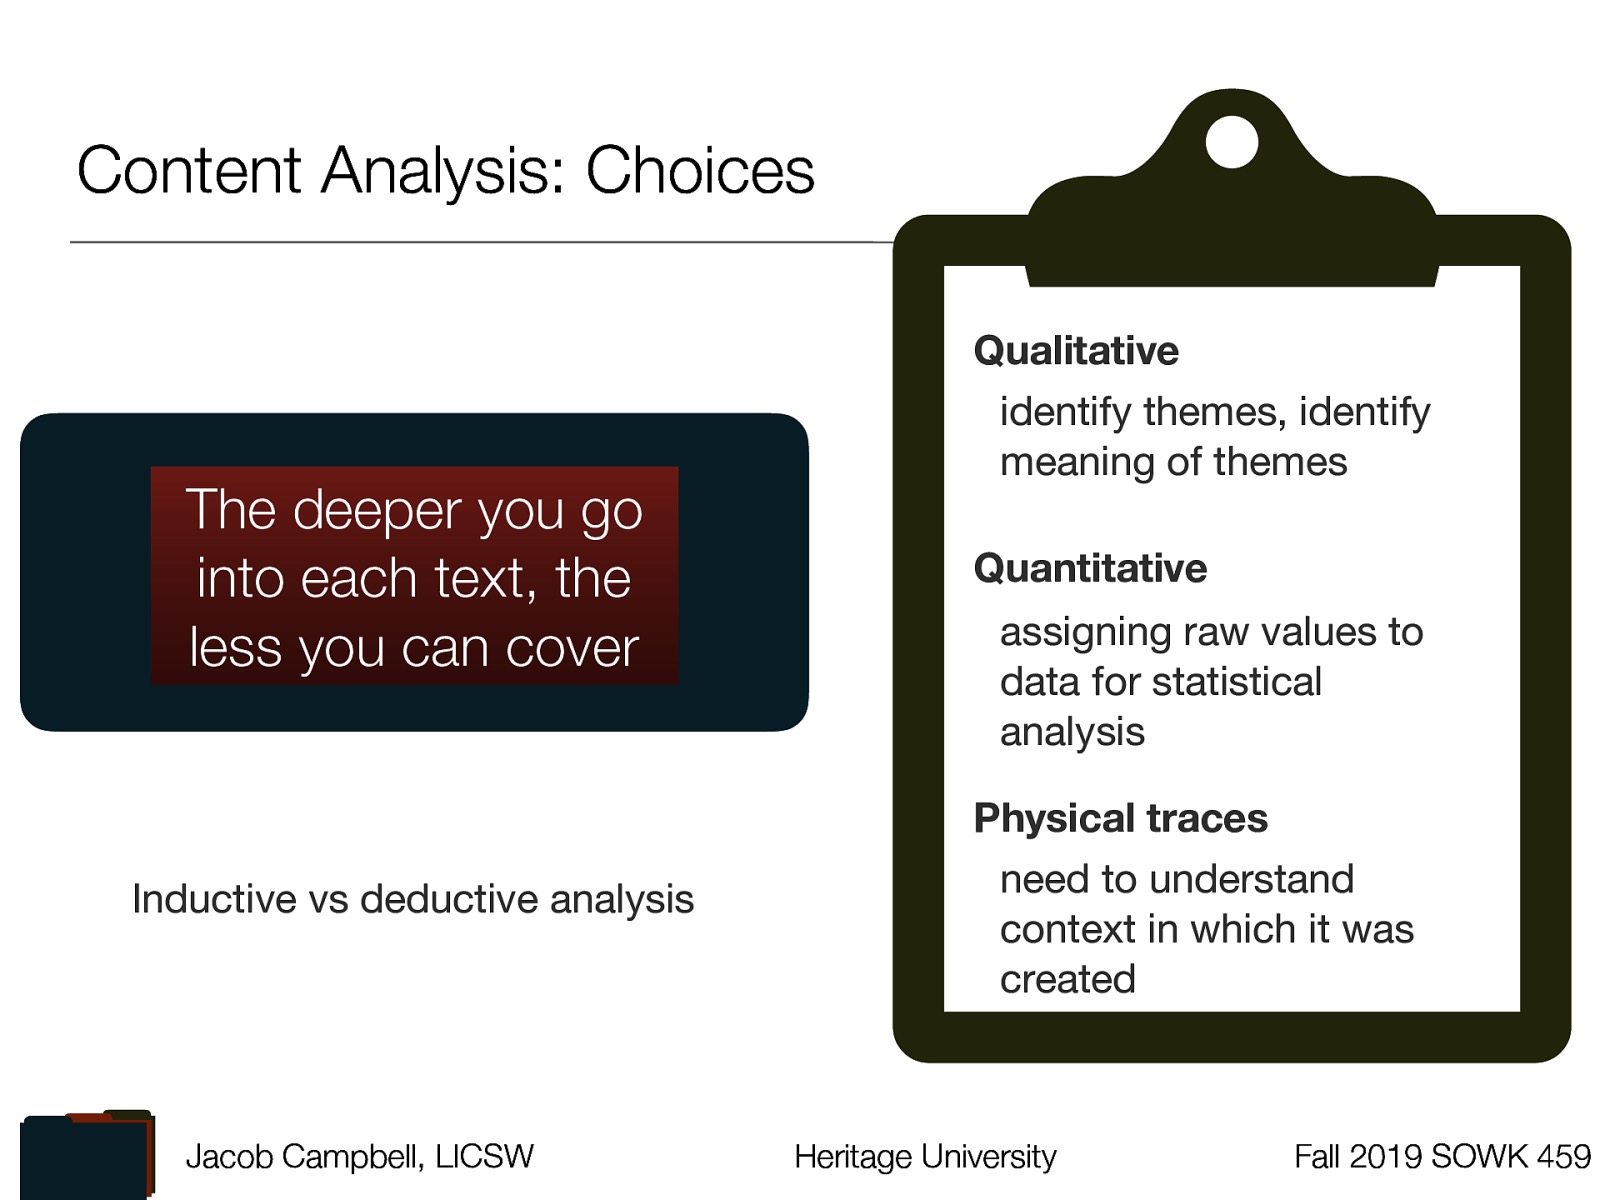 Content Analysis: Choices
The deeper you go
into each text, the
less you can cover
Inductive vs deductive analysis
Qualitative
identify themes, identify
meaning of themes
Quantitative
assigning raw values to
data for statistical
analysis
Physical traces
need to understand
context in which it was
created
Jacob Campbell, LICSW
Heritage University
Fall 2019 SOWK 459